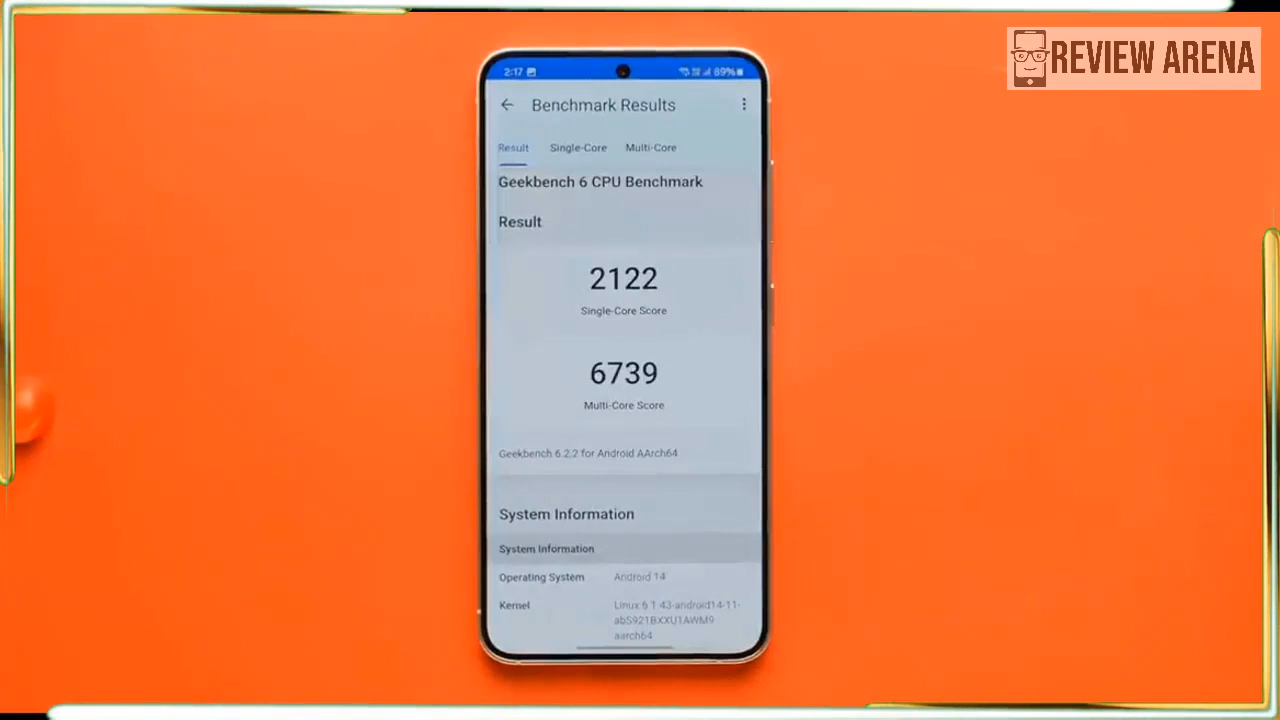 REVIEW ARENA
2:17
89%
Benchmark Results
Result Single-Core Multi-Core
Geekbench 6 CPU Benchmark
Result
2122
Single-Core Score
6739
Multi-Core Score
Geekbench 6.2.2 for Android AArch64
System Information
System Information
Operating System Android 14
Kernel Linux 6.1.43-android14-11-
abS921BXXU1AWM9
aarch64